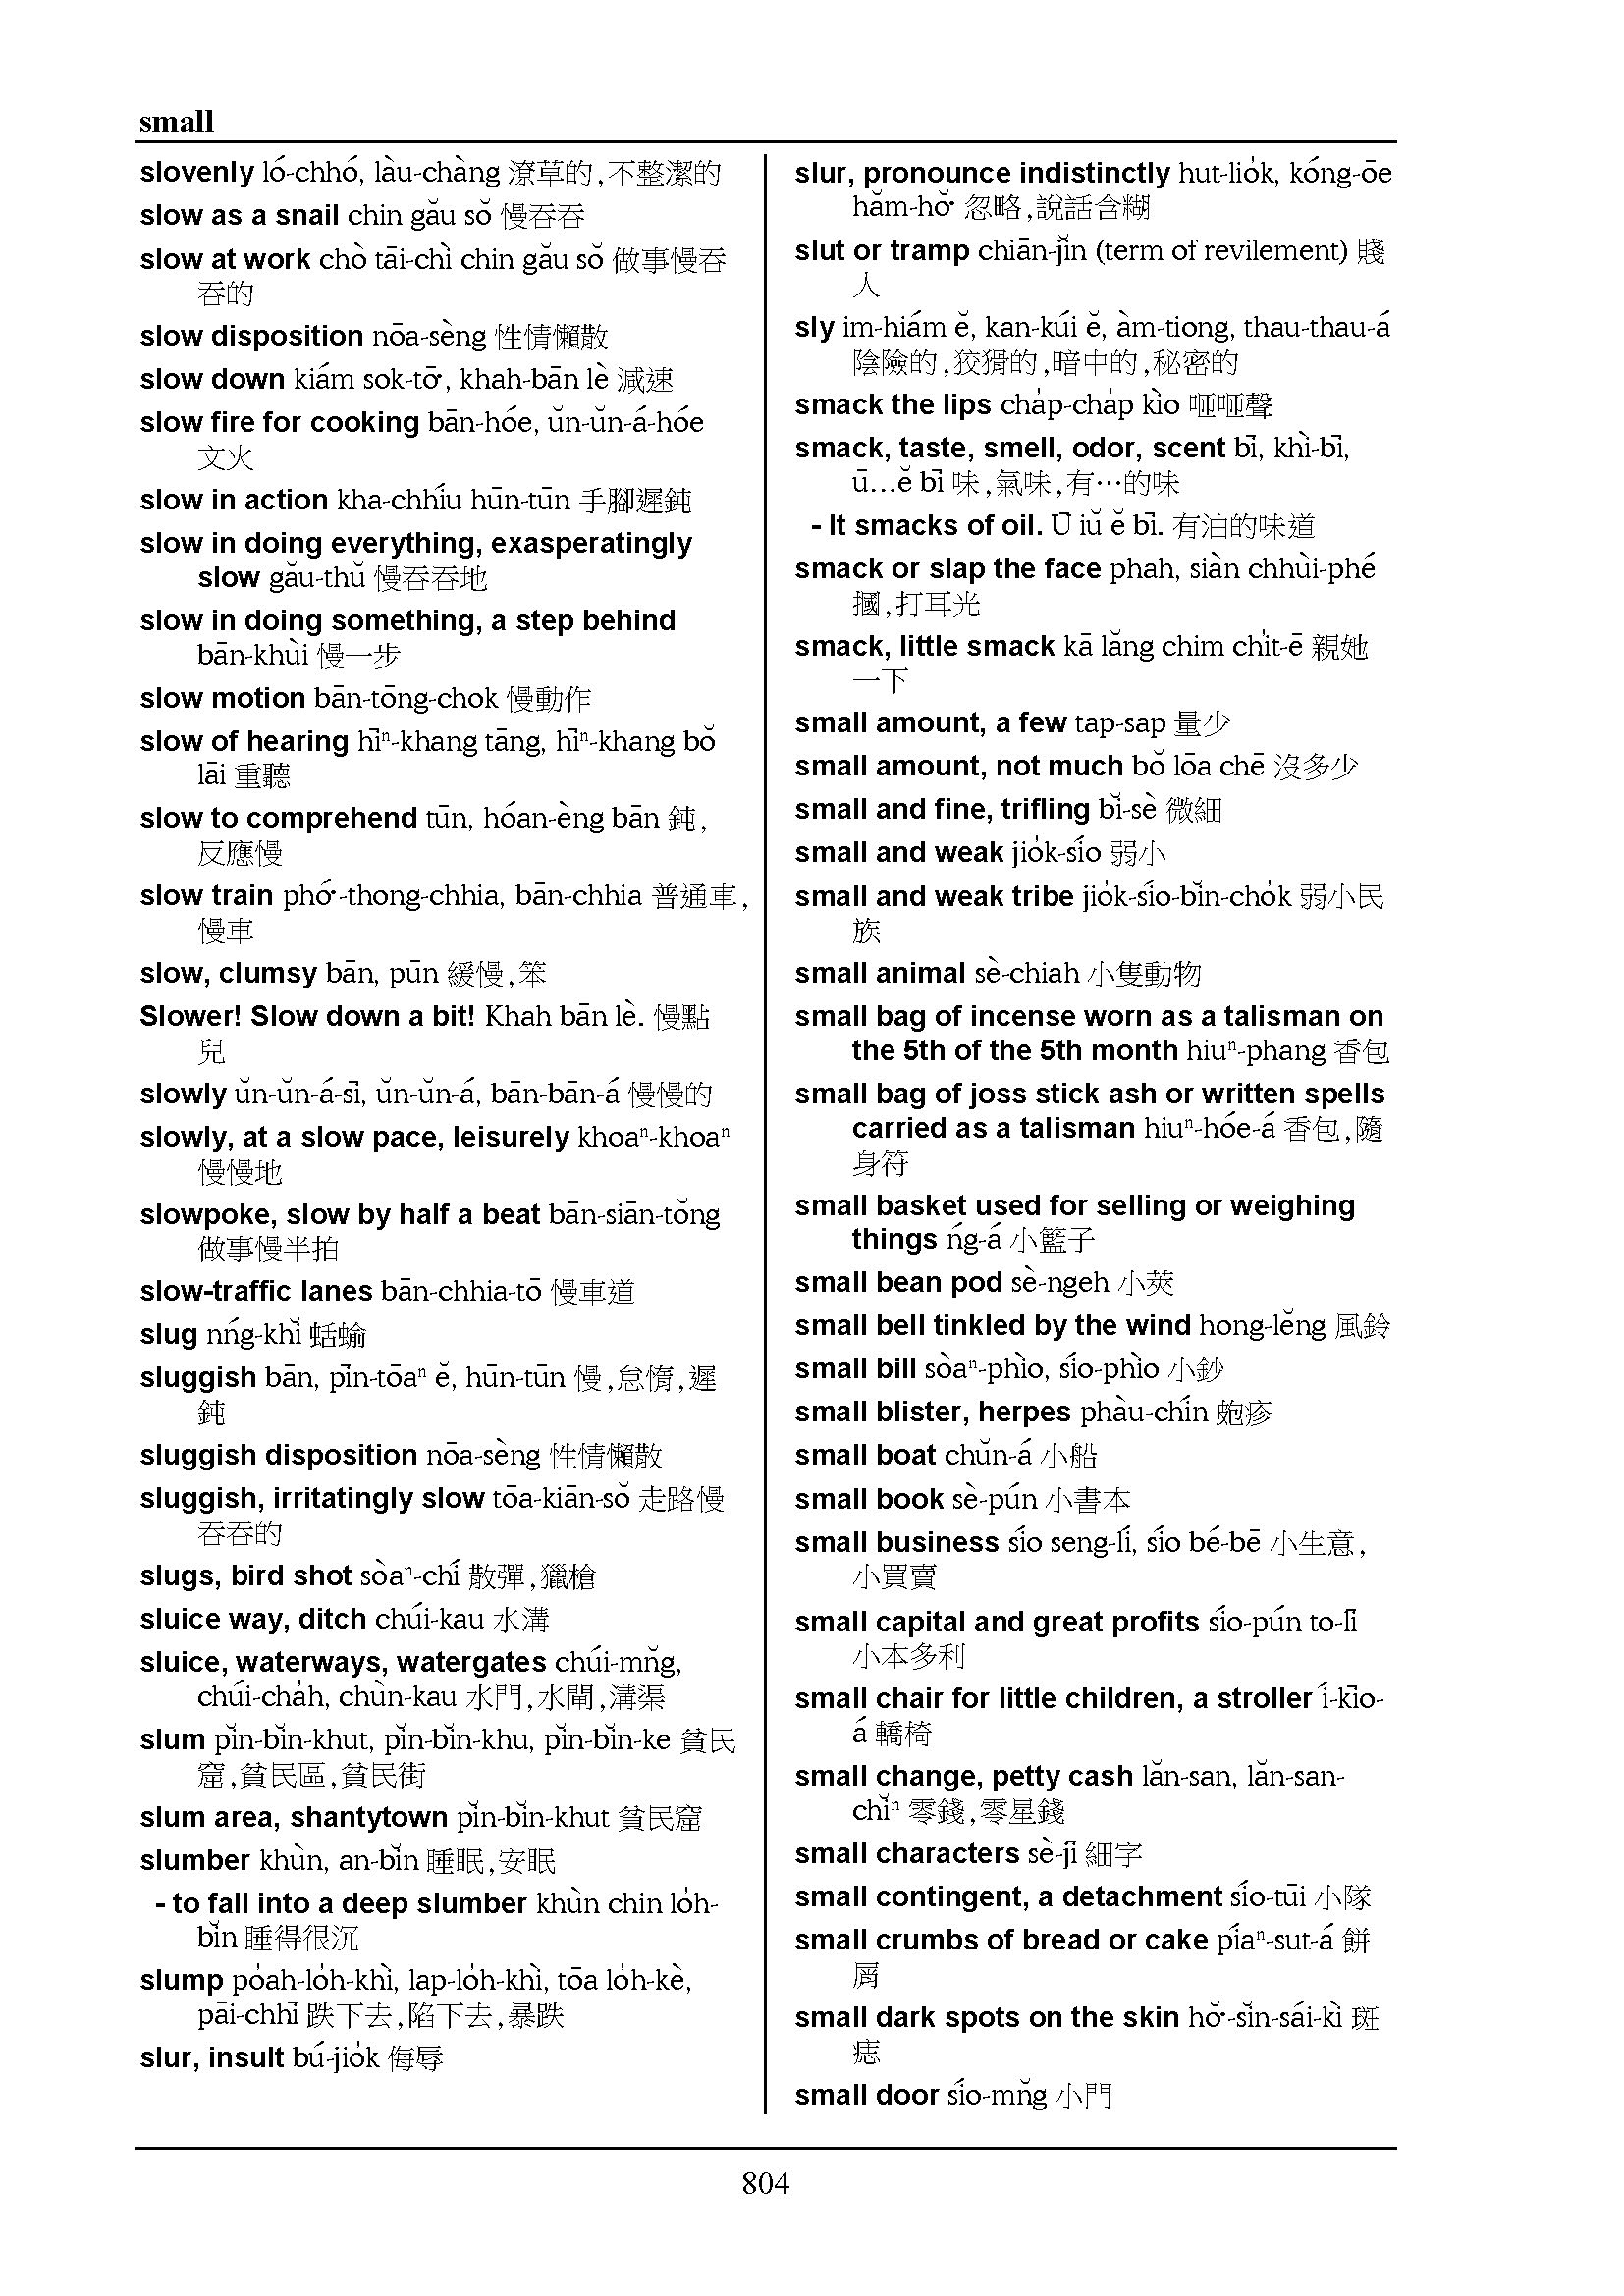 small
slovenly ló-chhó, làu-chàng 潦草的,不整潔的
slow as a snail chin gău sŏ 慢吞吞
slow at work chò tāi-chì chin gău sŏ 做事慢吞
吞的
slow disposition nōa-sèng 性情懶散
slow down kiám sok-tō͘, khah-bān lè 減速
slow fire for cooking bān-hóe, ŭn-ŭn-á-hóe
文火
slow in action kha-chhíu hūn-tūn 手腳遲鈍
slow in doing everything, exasperatingly
slow gău-thŭ 慢吞吞地
slow in doing something, a step behind
bān-khùi 慢一步
slow motion bān-tōng-chok 慢動作
slow of hearing hīⁿ-khang tāng, hīⁿ-khang bŏ
lāi 重聽
slow to comprehend tūn, hóan-èng bān 鈍,
反應慢
slow train phó͘-thong-chhia, bān-chhia 普通車,
慢車
slow, clumsy bān, pūn 緩慢,笨
Slower! Slow down a bit! Khah bān lè. 慢點
兒
slowly ŭn-ŭn-á-sī, ŭn-ŭn-á, bān-bān-á 慢慢的
slowly, at a slow pace, leisurely khoaⁿ-khoaⁿ
慢慢地
slowpoke, slow by half a beat bān-siān-tŏng
做事慢半拍
slow-traffic lanes bān-chhia-tō 慢車道
slug nńg-khĭ 蛞蝓
sluggish bān, pīn-tōaⁿ ĕ, hūn-tūn 慢,怠惰,遲
鈍
sluggish disposition nōa-sèng 性情懶散
sluggish, irritatingly slow tōa-kiān-sŏ 走路慢
吞吞的
slugs, bird shot sòaⁿ-chí 散彈,獵槍
sluice way, ditch chúi-kau 水溝
sluice, waterways, watergates chúi-mn̆g,
chúi-cha̍h, chùn-kau 水門,水閘,溝渠
slum pĭn-bĭn-khut, pĭn-bĭn-khu, pĭn-bĭn-ke 貧民
窟,貧民區,貧民街
slum area, shantytown pĭn-bĭn-khut 貧民窟
slumber khùn, an-bĭn 睡眠,安眠
- to fall into a deep slumber khùn chin lo̍h-
bĭn 睡得很沉
slump po̍ah-lo̍h-khì, lap-lo̍h-khì, tōa lo̍h-kè,
pāi-chhī 跌下去,陷下去,暴跌
slur, insult bú-jio̍k 侮辱
slur, pronounce indistinctly hut-lio̍k, kóng-ōe
hăm-hŏ͘ 忽略,說話含糊
slut or tramp chiān-jĭn (term of revilement) 賤
人
sly im-hiám ĕ, kan-kúi ĕ, àm-tiong, thau-thau-á
陰險的,狡猾的,暗中的,秘密的
smack the lips cha̍p-cha̍p kìo 咂咂聲
smack, taste, smell, odor, scent bī, khì-bī,
ū...ĕ bī 味,氣味,有…的味
- It smacks of oil. Ū iŭ ĕ bī. 有油的味道
smack or slap the face phah, siàn chhùi-phé
摑,打耳光
smack, little smack kā lăng chim chi̍t-ē 親她
一下
small amount, a few tap-sap 量少
small amount, not much bŏ lōa chē 沒多少
small and fine, trifling bĭ-sè 微細
small and weak jio̍k-sío 弱小
small and weak tribe jio̍k-sío-bĭn-cho̍k 弱小民
族
small animal sè-chiah 小隻動物
small bag of incense worn as a talisman on
the 5th of the 5th month hiuⁿ-phang 香包
small bag of joss stick ash or written spells
carried as a talisman hiuⁿ-hóe-á 香包,隨
身符
small basket used for selling or weighing
things ńg-á 小籃子
small bean pod sè-ngeh 小莢
small bell tinkled by the wind hong-lĕng 風鈴
small bill sòaⁿ-phìo, sío-phìo 小鈔
small blister, herpes phàu-chín 皰疹
small boat chŭn-á 小船
small book sè-pún 小書本
small business sío seng-lí, sío bé-bē 小生意,
小買賣
small capital and great profits sío-pún to-lī
小本多利
small chair for little children, a stroller í-kīo-
á 轎椅
small change, petty cash lăn-san, lăn-san-
chĭⁿ 零錢,零星錢
small characters sè-jī 細字
small contingent, a detachment sío-tūi 小隊
small crumbs of bread or cake píaⁿ-sut-á 餅
屑
small dark spots on the skin hŏ͘-sĭn-sái-kì 斑
痣
small door sío-mn̆g 小門
804